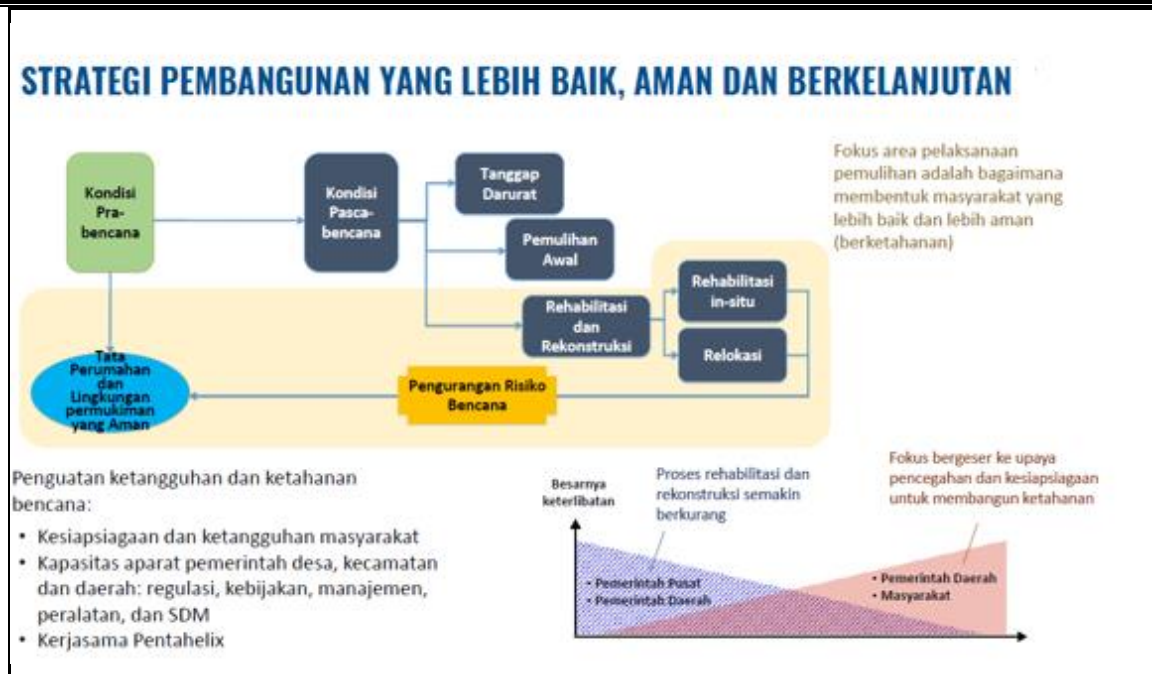 STRATEGI PEMBANGUNAN YANG LEBIH BAIK, AMAN DAN BERKELANJUTAN
Kondisi
Pra-
bencana
Kondisi
Pasca-
bencana
Tanggap
Darurat
Pemulihan
Awal
Rehabilitasi
dan
Rekonstruksi
Rehabilitasi
in-situ
Relokasi
Fokus area pelaksanaan
pemulihan adalah bagaimana
membentuk masyarakat yang
lebih baik dan lebih aman
(berketahanan)
Tata
Perumahan
dan
Lingkungan
permukiman
yang Aman
Pengurangan Risiko
Bencana
Penguatan ketangguhan dan ketahanan
bencana:
• Kesiapsiagaan dan ketangguhan masyarakat
• Kapasitas aparat pemerintah desa, kecamatan
dan daerah: regulasi, kebijakan, manajemen,
peralatan, dan SDM
• Kerjasama Pentahelix
Besarnya
keterlibatan
Proses rehabilitasi dan
rekonstruksi semakin
berkurang
Fokus bergeser ke upaya
pencegahan dan kesiapsiagaan
untuk membangun ketahanan
• Pemerintah Pusat
• Pemerintah Daerah
• Pemerintah Daerah
• Masyarakat